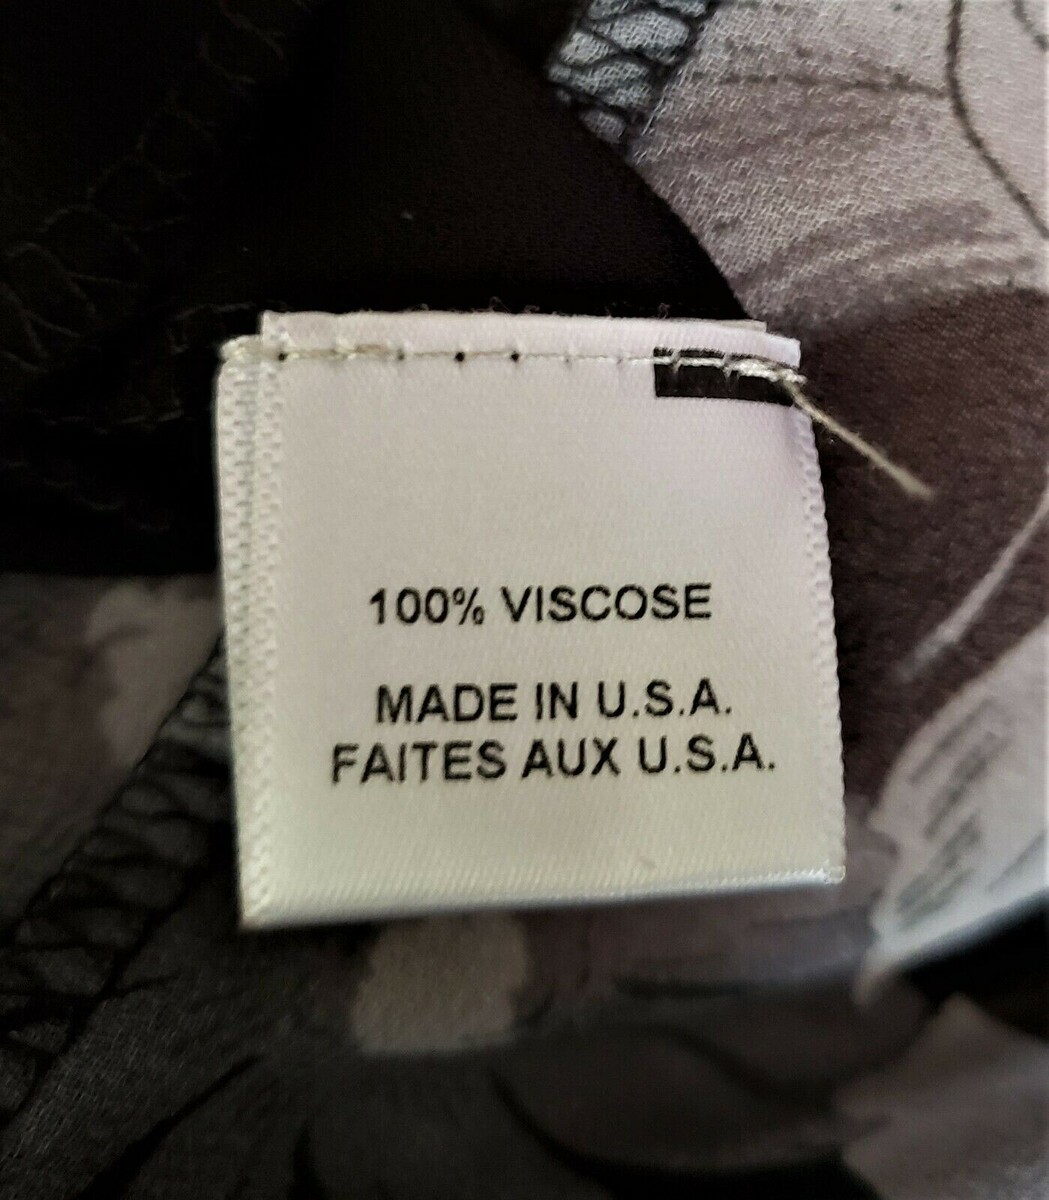 100% VISCOSE
MADE IN U.S.A.
FAITES AUX U.S.A.